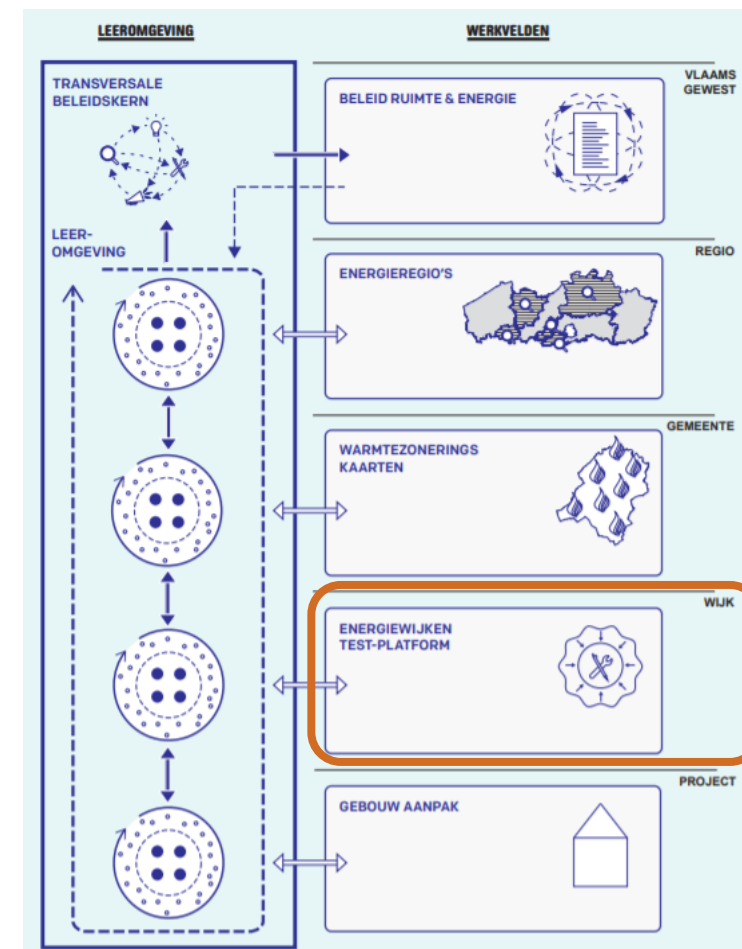 LEEROMGEVING
WERKVELDEN
TRANSVERSALE
BELEIDSKERN
LEER-
OMGEVING
VLAAMS
GEWEST
BELEID RUIMTE & ENERGIE
REGIO
ENERGIEREGIO'S
GEMEENTE
WARMTEZONERINGS
KAARTEN
WIJK
ENERGIEWIJKEN
TEST-PLATFORM
PROJECT
GEBOUW AANPAK